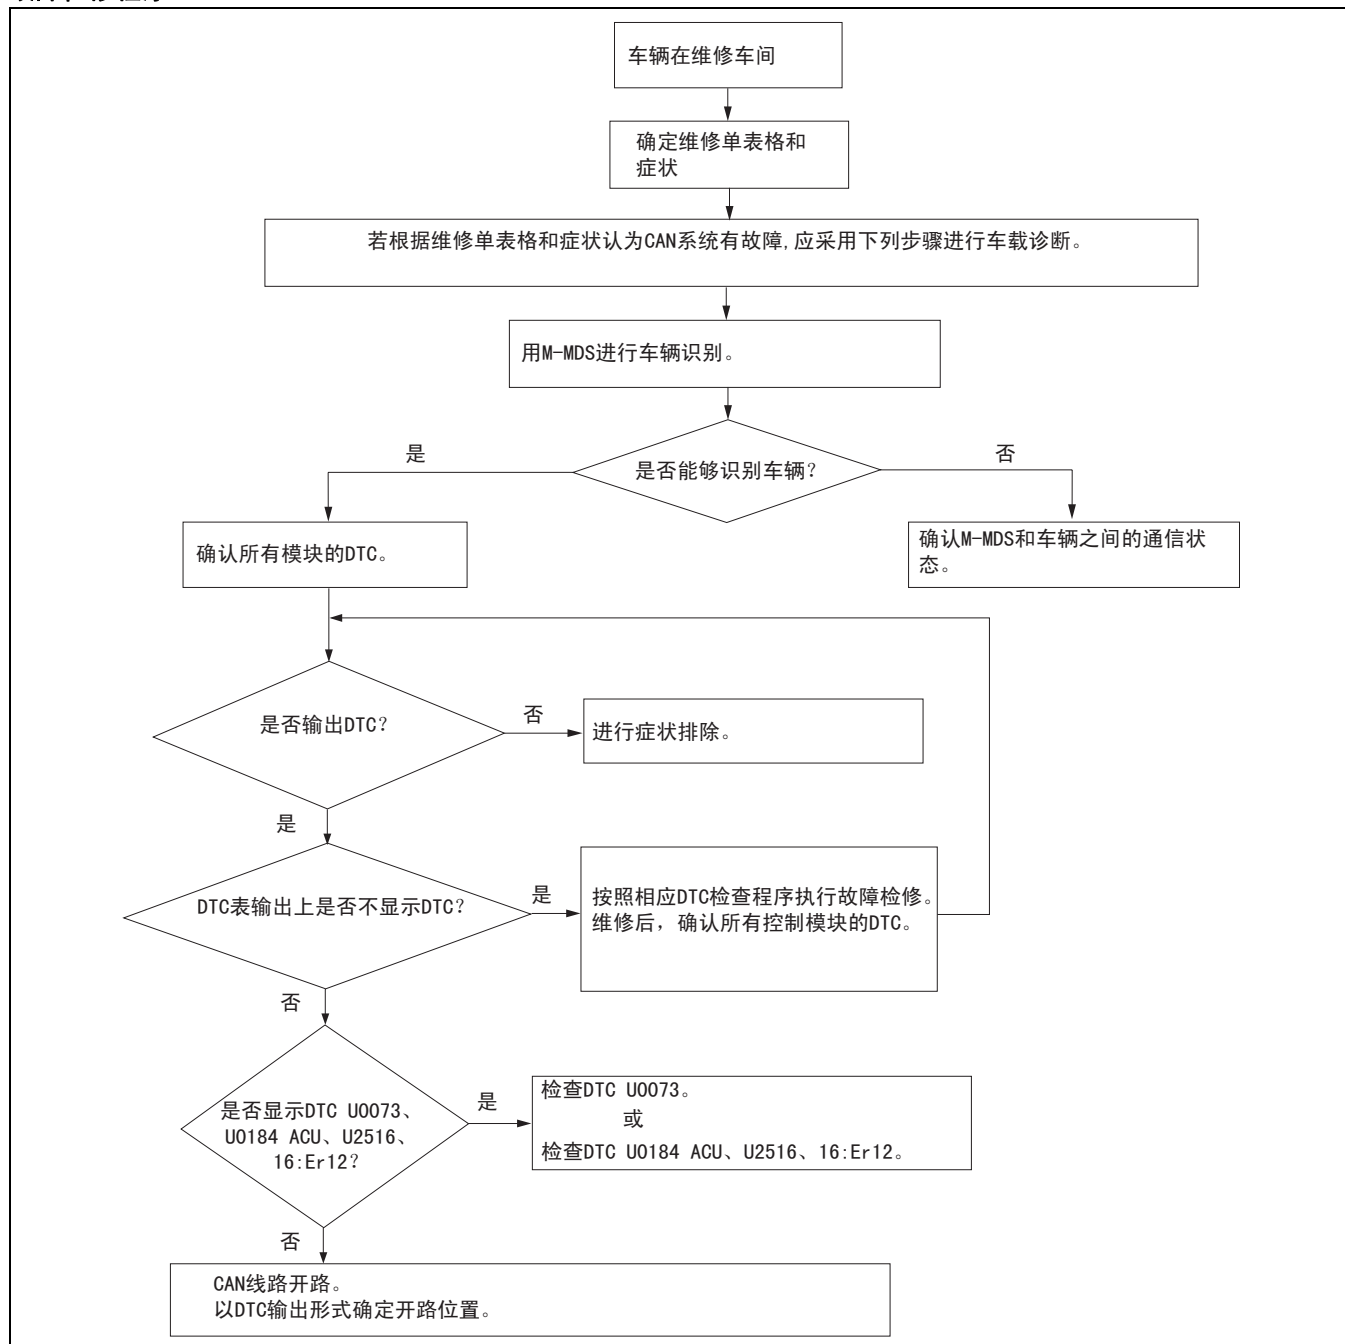 车辆在维修车间
确定维修单表格和
症状
若根据维修单表格和症状认为CAN系统有故障,应采用下列步骤进行车载诊断。
用M-MDS进行车辆识别。
是
是否能够识别车辆?
否
确认所有模块的DTC。
确认M-MDS和车辆之间的通信状
态。
是否输出DTC?
否
进行症状排除。
是
DTC表输出上是否不显示DTC?
是
按照相应DTC检查程序执行故障检修。
维修后，确认所有控制模块的DTC。
否
是否显示DTC U0073、
U0184 ACU、U2516、
16:Er12?
是
检查DTC U0073。
或
检查DTC U0184 ACU、U2516、16:Er12。
否
CAN线路开路。
以DTC输出形式确定开路位置。